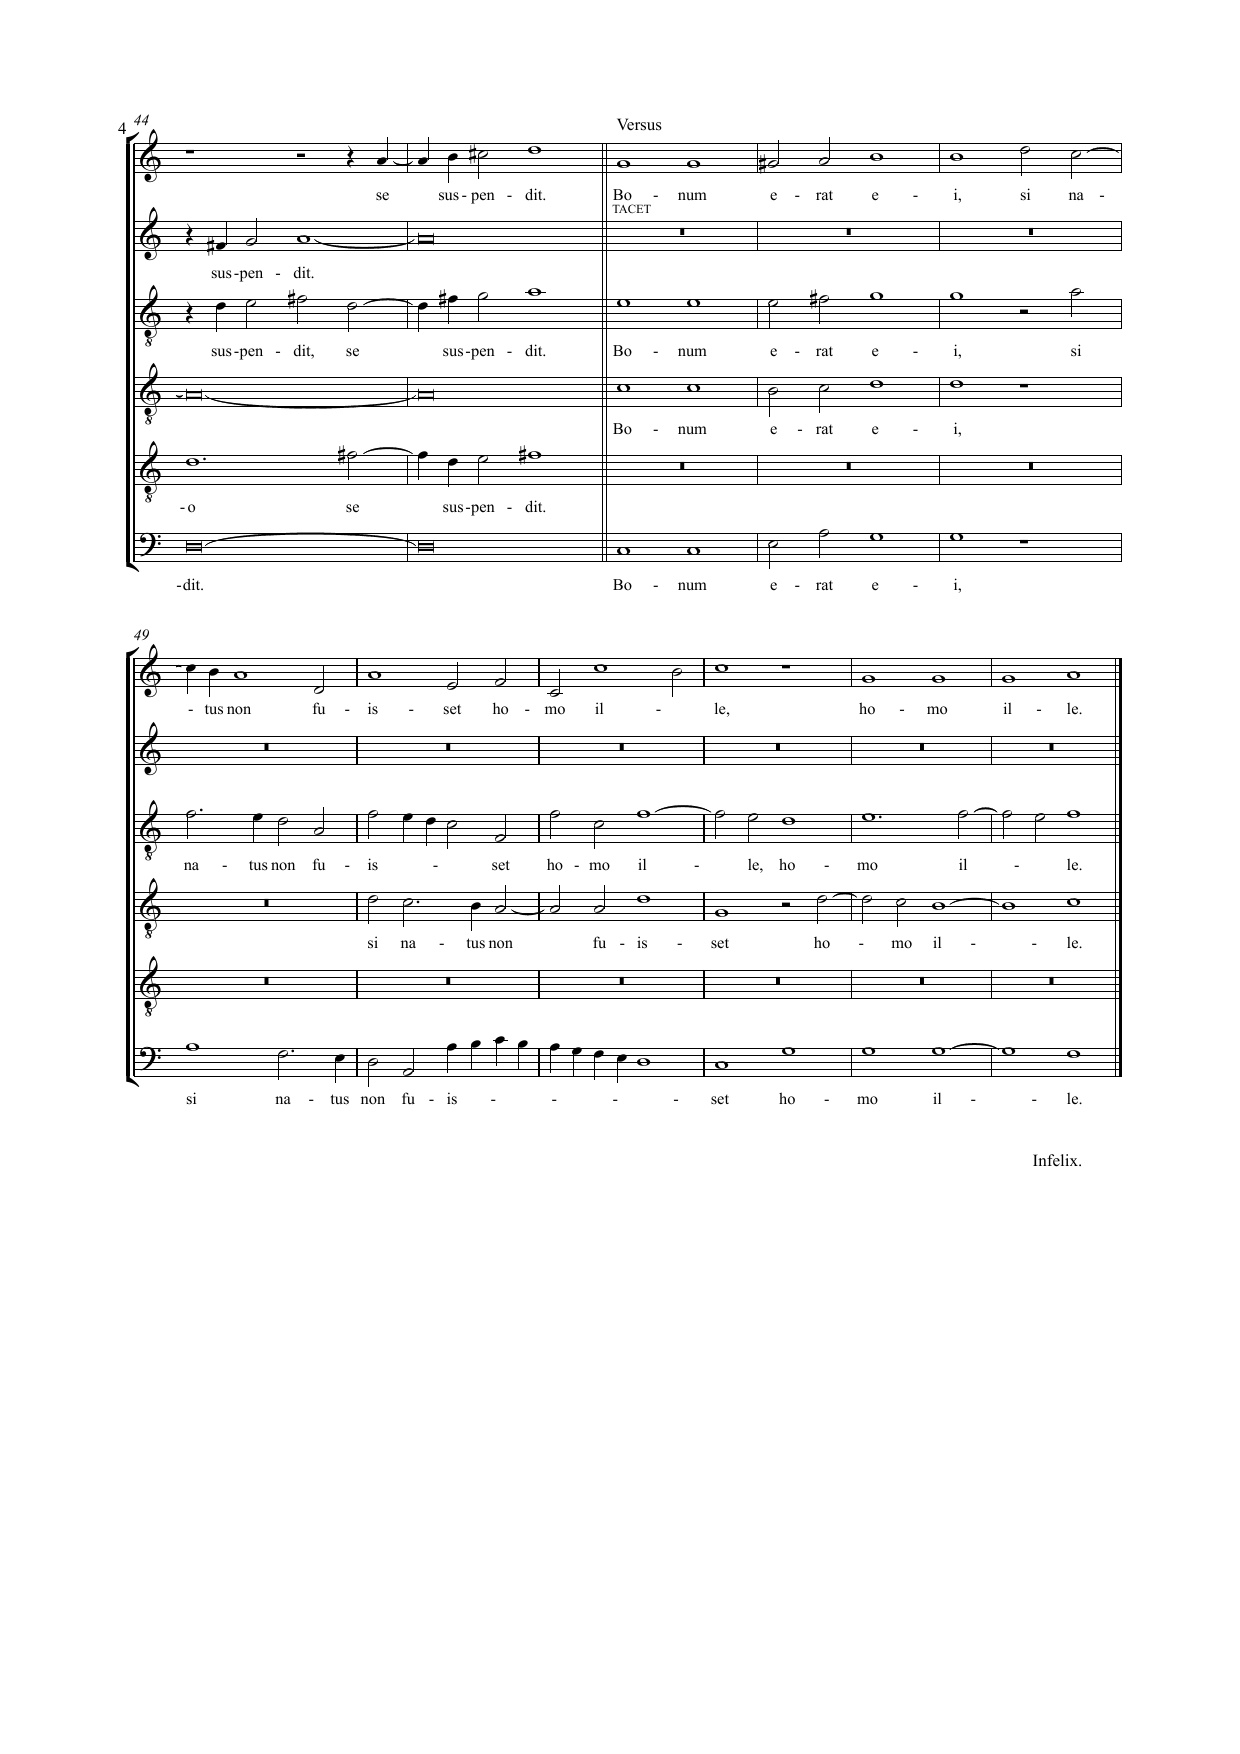 44
4
Versus
se sus - pen - dit. Bo - num e - rat e - i, si na -
TACET
sus - pen - dit.
sus - pen - dit, se sus - pen - dit. Bo - num e - rat e - i, si
Bo - num e - rat e - i,
- o se sus - pen - dit.
- dit. Bo - num e - rat e - i,
49
- tus non fu - is - set ho - mo il - le, ho - mo il - le.
na - tus non fu - is - - set ho - mo il - le, ho - mo il - le.
si na - tus non fu - is - set ho - mo il - - le.
si na - tus non fu - is - - - - set ho - mo il - - le.
Infelix.